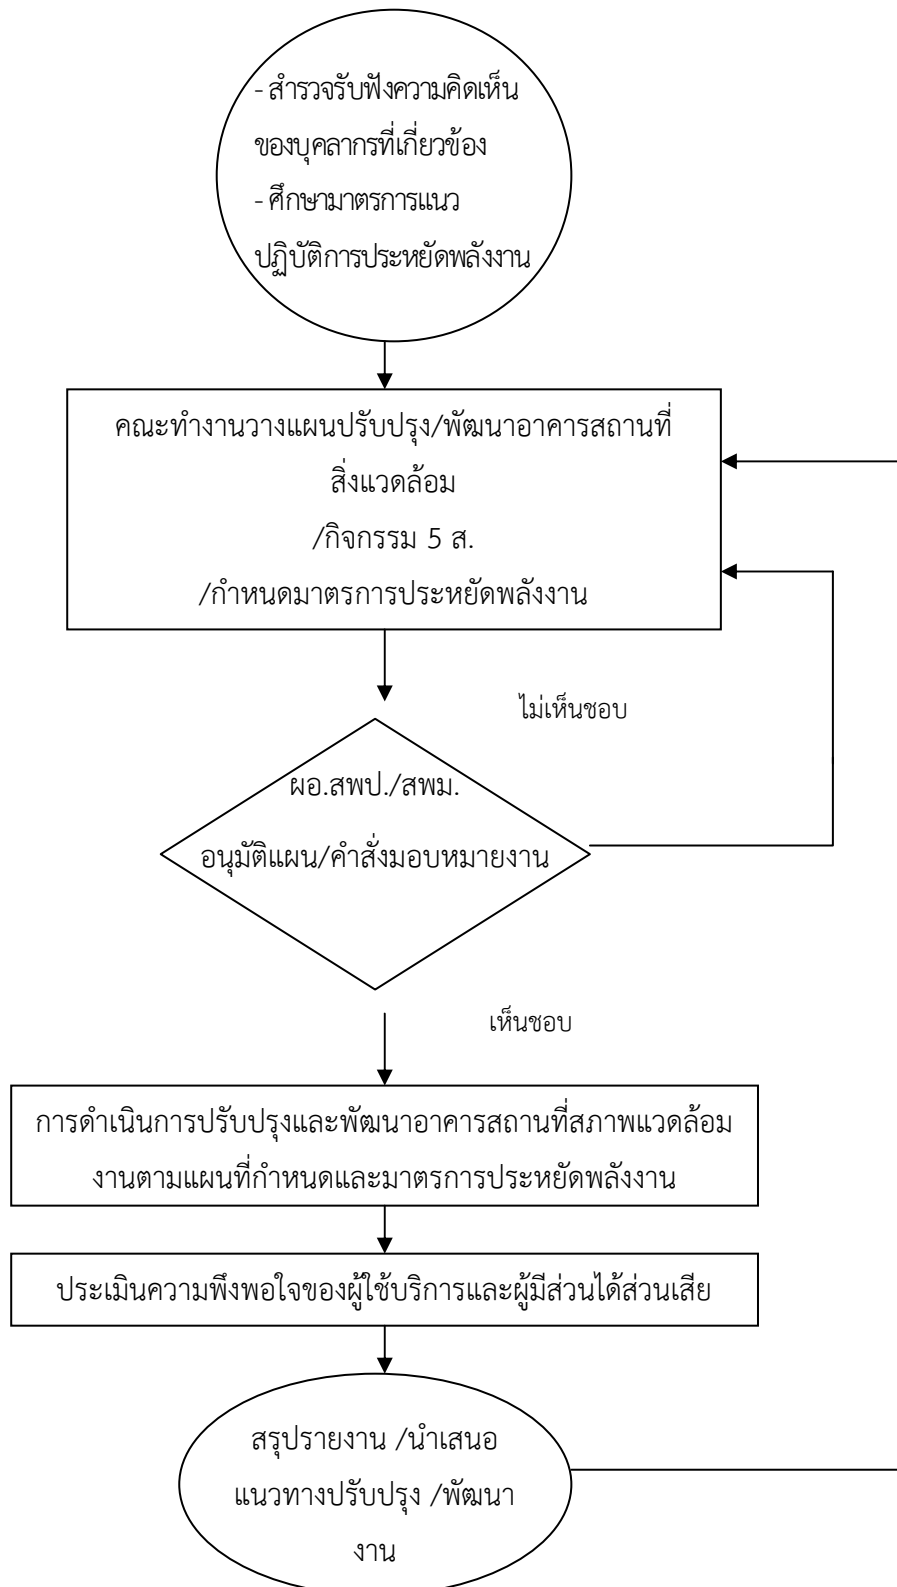 - สำรวจรับฟังความคิดเห็น
ของบุคลากรที่เกี่ยวข้อง
- ศึกษามาตรการแนว
ปฏิบัติการประหยัดพลังงาน
คณะทำงานวางแผนปรับปรุง/พัฒนาอาคารสถานที่
สิ่งแวดล้อม
/กิจกรรม 5 ส.
/กำหนดมาตรการประหยัดพลังงาน
ไม่เห็นชอบ
ผอ.สพป./สพม.
อนุมัติแผน/คำสั่งมอบหมายงาน
เห็นชอบ
การดำเนินการปรับปรุงและพัฒนาอาคารสถานที่สภาพแวดล้อม
งานตามแผนที่กำหนดและมาตรการประหยัดพลังงาน
ประเมินความพึงพอใจของผู้ใช้บริการและผู้มีส่วนได้ส่วนเสีย
สรุปรายงาน /นำเสนอ
แนวทางปรับปรุง /พัฒนา
งาน